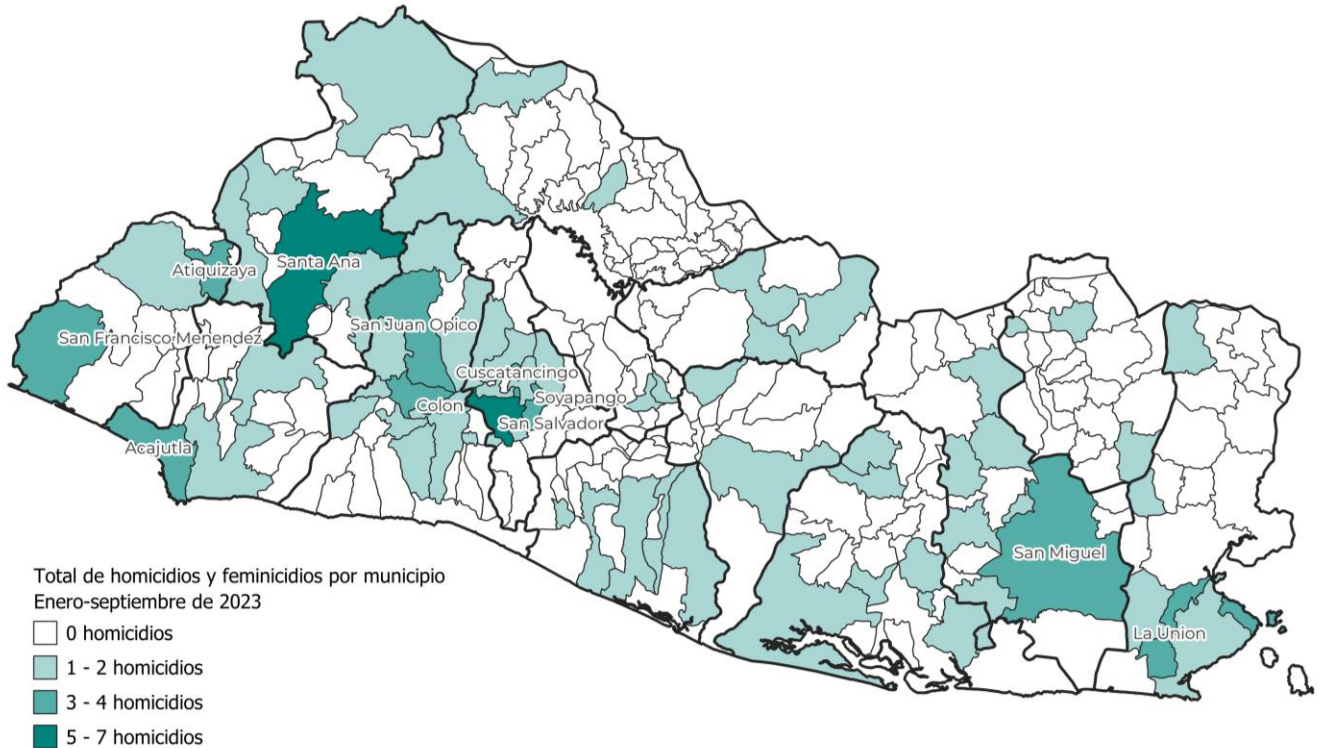 Atiquizaya
Santa Ana
San Francisco Menendez
San Juan Opico
Cuscatancingo
Soyapango
Colon
San Salvador
Acajutla
San Miguel
La Union
Total de homicidios y feminicidios por municipio
Enero-septiembre de 2023
0 homicidios
1 - 2 homicidios
3 - 4 homicidios
5 - 7 homicidios